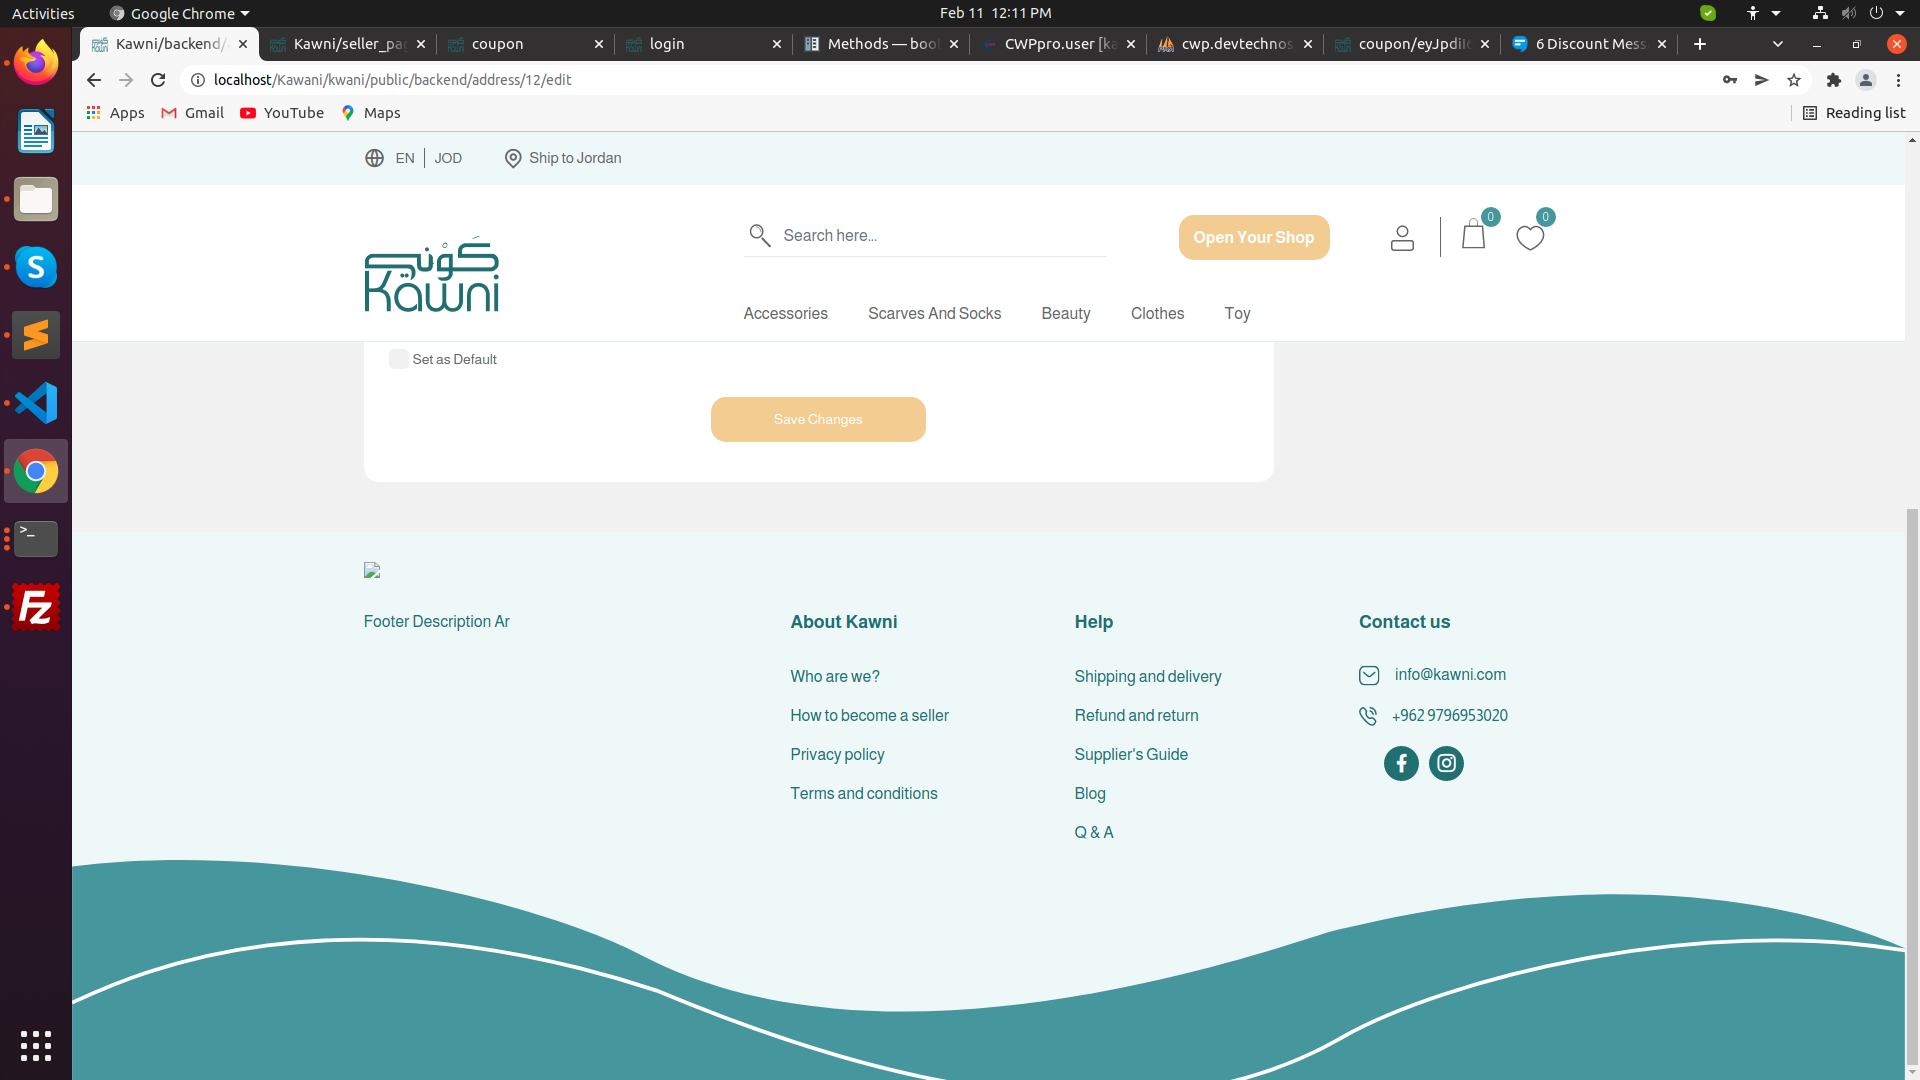 Activities
Google Chrome
Feb 11 12:11 PM
Kawni/backend/
Kawni/seller_pa
coupon
login
Methods — boo
CWPpro.user [ka
cwp.devtechnos
coupon/eyJpdiI
6 Discount Mess
localhost/Kawani/kwani/public/backend/address/12/edit
Apps
Gmail
YouTube
Maps
Reading list
EN
JOD
Ship to Jordan
كَوْني
Kawni
Search here...
Open Your Shop
0
0
Accessories
Scarves And Socks
Beauty
Clothes
Toy
Set as Default
Save Changes
Footer Description Ar
About Kawni
Who are we?
How to become a seller
Privacy policy
Terms and conditions
Help
Shipping and delivery
Refund and return
Supplier's Guide
Blog
Q & A
Contact us
info@kawni.com
+962 9796953020